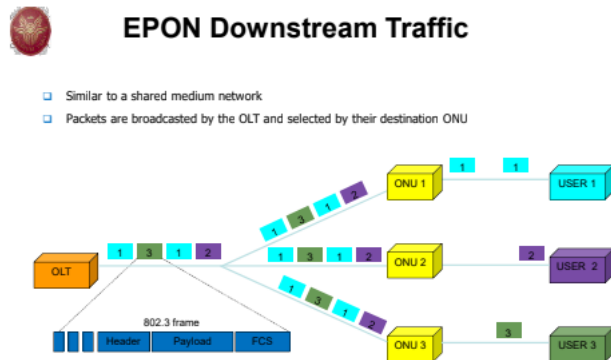 EPON Downstream Traffic
Similar to a shared medium network
Packets are broadcasted by the OLT and selected by their destination ONU
1 1
ONU 1 USER 1
1 3 1 2
1 3 1 2
1 3 1 2
2
OLT ONU 2 USER 2
1 3 1 2
3
802.3 frame
Header Payload FCS
ONU 3 USER 3